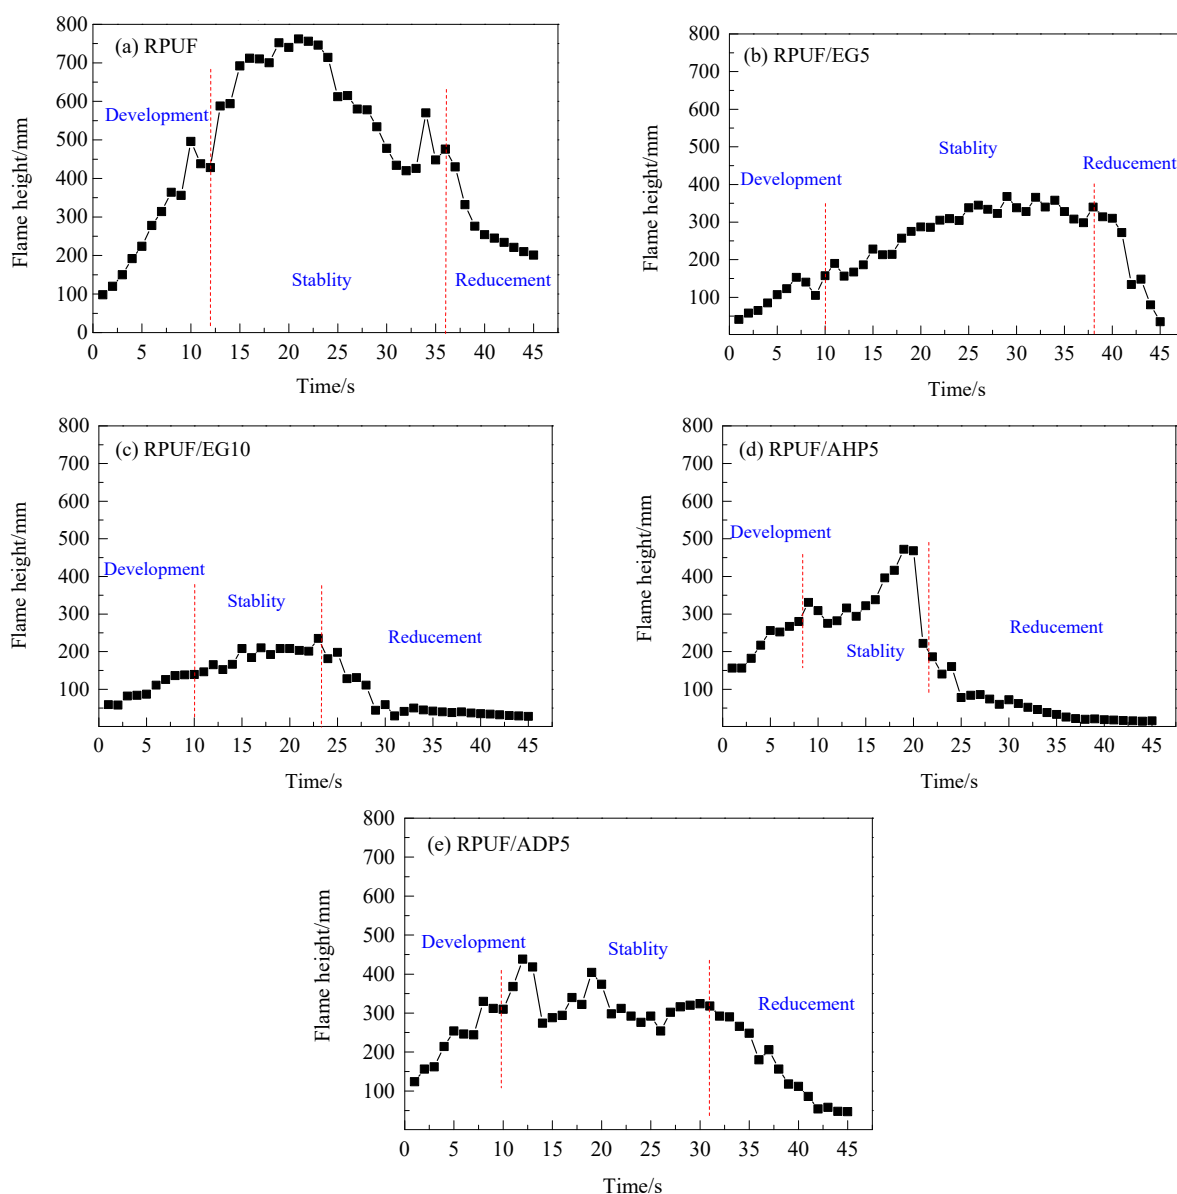 800
700
600
500
400
300
200
100
0
Flame height/mm
(a) RPUF
Development
Stablity
Reducement
0 5 10 15 20 25 30 35 40 45
Time/s
800
700
600
500
400
300
200
100
Flame height/mm
(b) RPUF/EG5
Development
Stablity
Reducement
0 5 10 15 20 25 30 35 40 45
Time/s
800
700
600
500
400
300
200
100
Flame height/mm
(c) RPUF/EG10
Development
Stablity
Reducement
0 5 10 15 20 25 30 35 40 45
Time/s
800
700
600
500
400
300
200
100
Flame height/mm
(d) RPUF/AHP5
Development
Stablity
Reducement
0 5 10 15 20 25 30 35 40 45
Time/s
800
700
600
500
400
300
200
100
Flame height/mm
(e) RPUF/ADP5
Development
Stablity
Reducement
0 5 10 15 20 25 30 35 40 45
Time/s